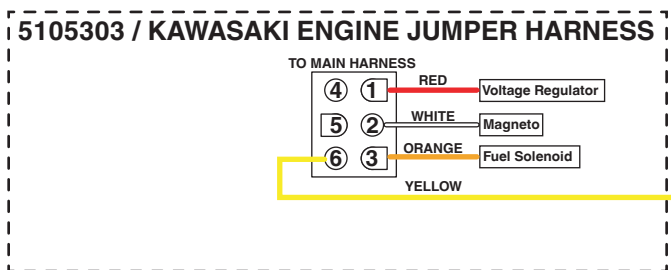 5105303 / KAWASAKI ENGINE JUMPER HARNESS
TO MAIN HARNESS
4 1 RED Voltage Regulator
5 2 WHITE Magneto
6 3 ORANGE Fuel Solenoid
YELLOW